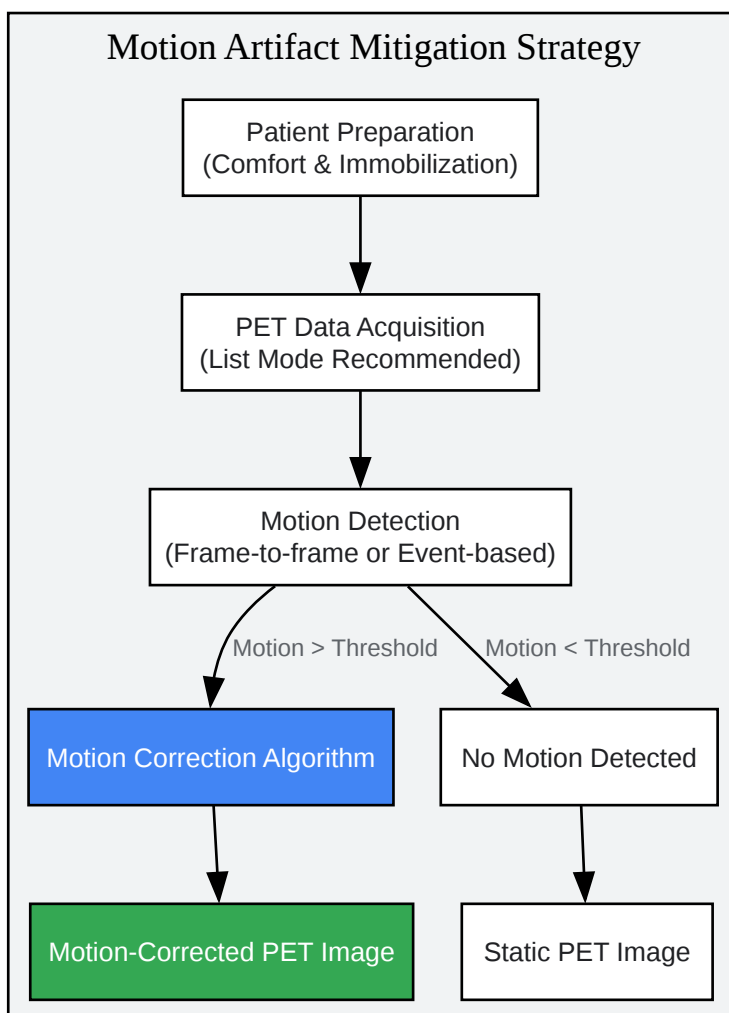 Motion Artifact Mitigation Strategy
Patient Preparation
(Comfort & Immobilization)
PET Data Acquisition
(List Mode Recommended)
Motion Detection
(Frame-to-frame or Event-based)
Motion > Threshold
Motion < Threshold
Motion Correction Algorithm
No Motion Detected
Motion-Corrected PET Image
Static PET Image